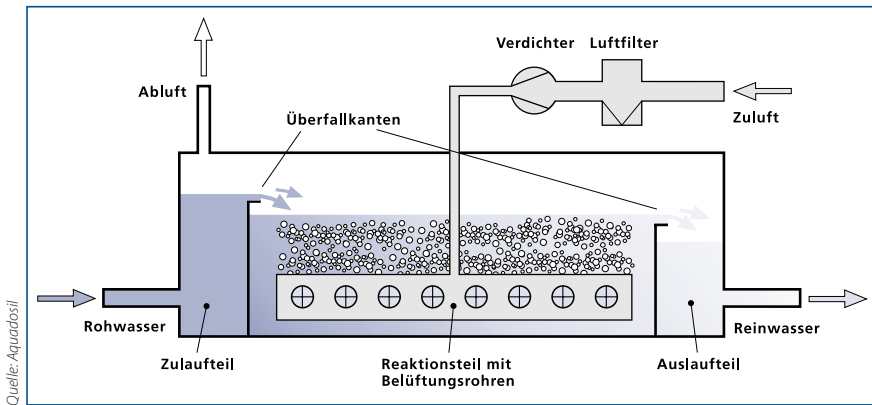 Verdichter
Luftfilter
Abluft
Überfallkanten
Zuluft
Rohwasser
Reinwasser
Zulaufteil
Reaktionsteil mit
Belüftungsrohren
Auslaufteil
Quelle: Aquadosil